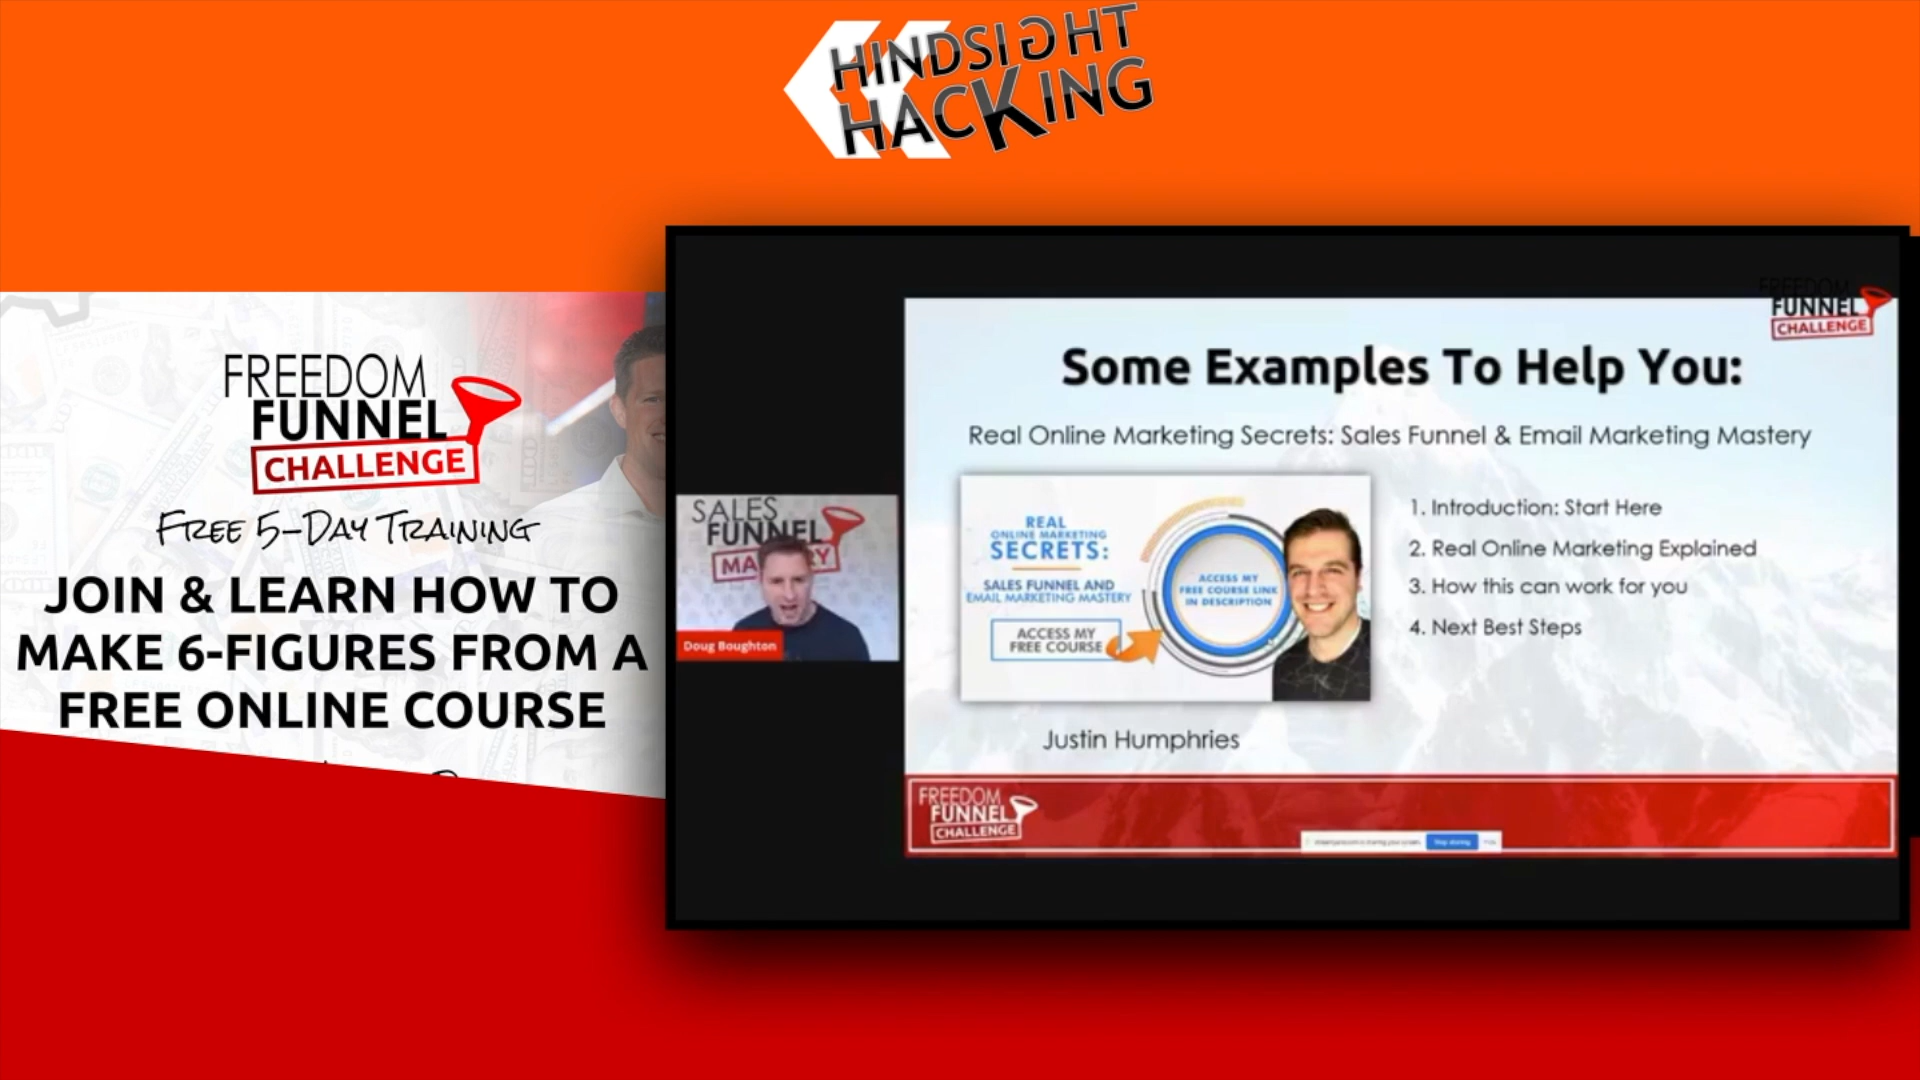 HINDSIGHT
HACKING
FREEDOM
FUNNEL
CHALLENGE
FREE 5-DAY TRAINING
JOIN & LEARN HOW TO
MAKE 6-FIGURES FROM A
FREE ONLINE COURSE
SALES
FUNNEL
MA RY
Doug Boughton
FREEDOM
FUNNEL
CHALLENGE
Some Examples To Help You:
Real Online Marketing Secrets: Sales Funnel & Email Marketing Mastery
REAL
ONLINE MARKETING
SECRETS:
SALES FUNNEL AND
EMAIL MARKETING MASTERY
ACCESS MY
FREE COURSE
ACCESS MY
FREE COURSE LINK
IN DESCRIPTION
1. Introduction: Start Here
2. Real Online Marketing Explained
3. How this can work for you
4. Next Best Steps
Justin Humphries
FREEDOM
FUNNEL
CHALLENGE
Stop sharing